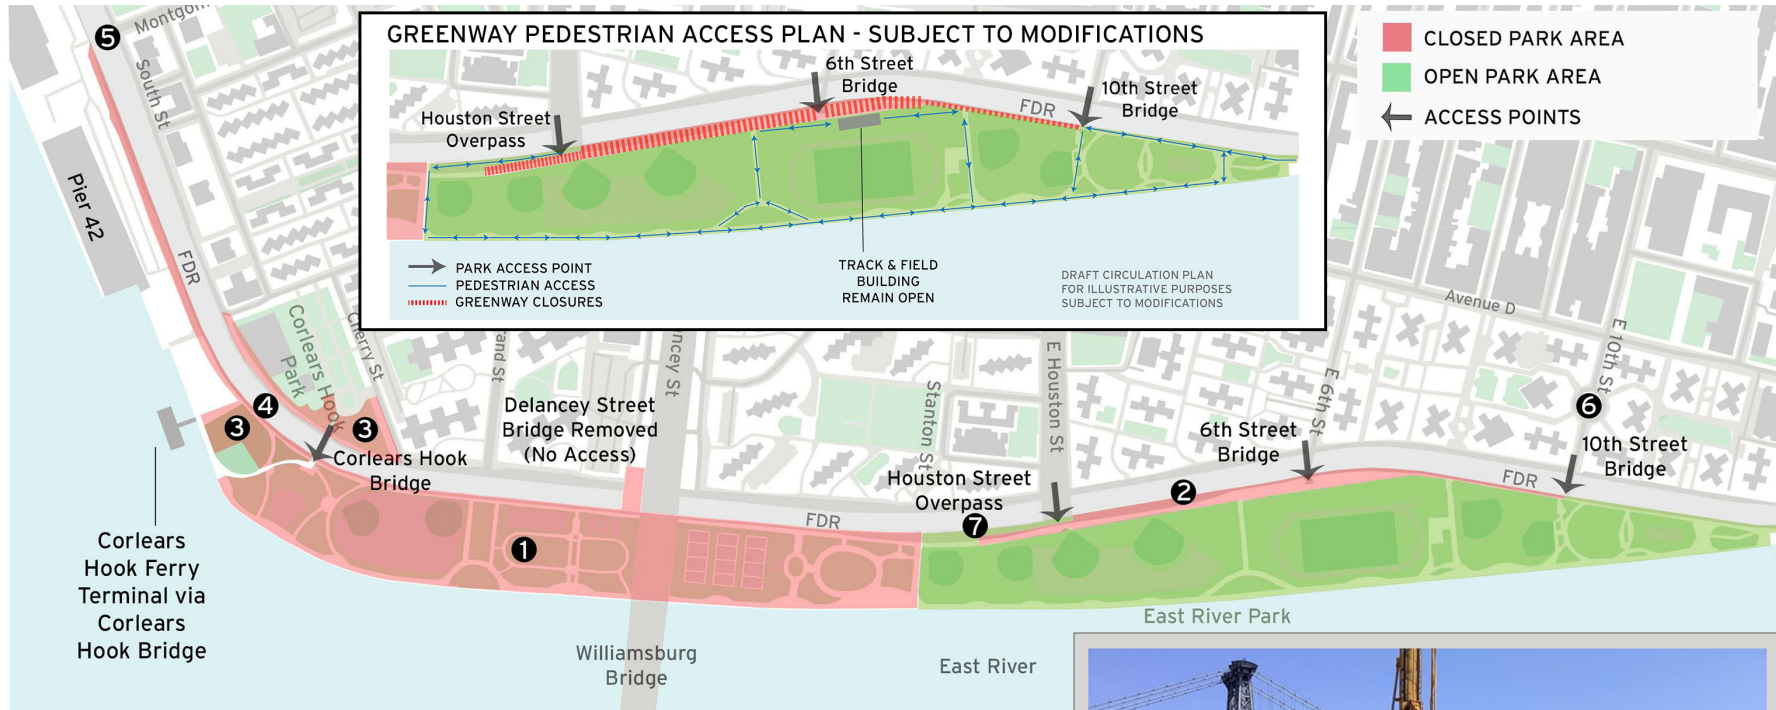 GREENWAY PEDESTRIAN ACCESS PLAN - SUBJECT TO MODIFICATIONS
6th Street
Bridge
10th Street
Bridge
FDR
Houston Street
Overpass
PARK ACCESS POINT
PEDESTRIAN ACCESS
GREENWAY CLOSURES
TRACK & FIELD
BUILDING
REMAIN OPEN
DRAFT CIRCULATION PLAN
FOR ILLUSTRATIVE PURPOSES
SUBJECT TO MODIFICATIONS
CLOSED PARK AREA
OPEN PARK AREA
ACCESS POINTS
5
South St
Pier 42
FDR
Corlears Hook
Park
Cherry St
4
3
3
Corlears Hook
Bridge
Corlears
Hook Ferry
Terminal via
Corlears
Hook Bridge
Delancey Street
Bridge Removed
(No Access)
1
FDR
Williamsburg
Bridge
East River
Stanton St
E Houston St
Houston Street
Overpass
7
2
6th Street
Bridge
E 6th St
Avenue D
E 10th St
6
10th Street
Bridge
FDR
East River Park